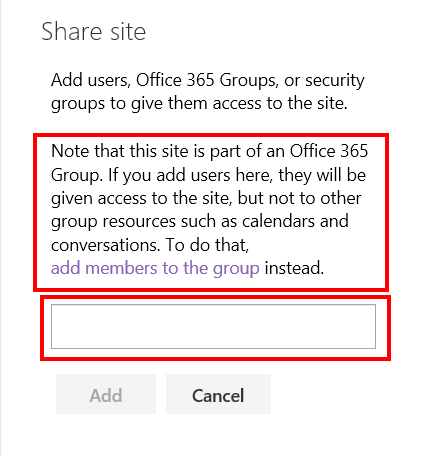 Share site
Add users, Office 365 Groups, or security
groups to give them access to the site.
Note that this site is part of an Office 365
Group. If you add users here, they will be
given access to the site, but not to other
group resources such as calendars and
conversations. To do that,
add members to the group instead.
Add Cancel